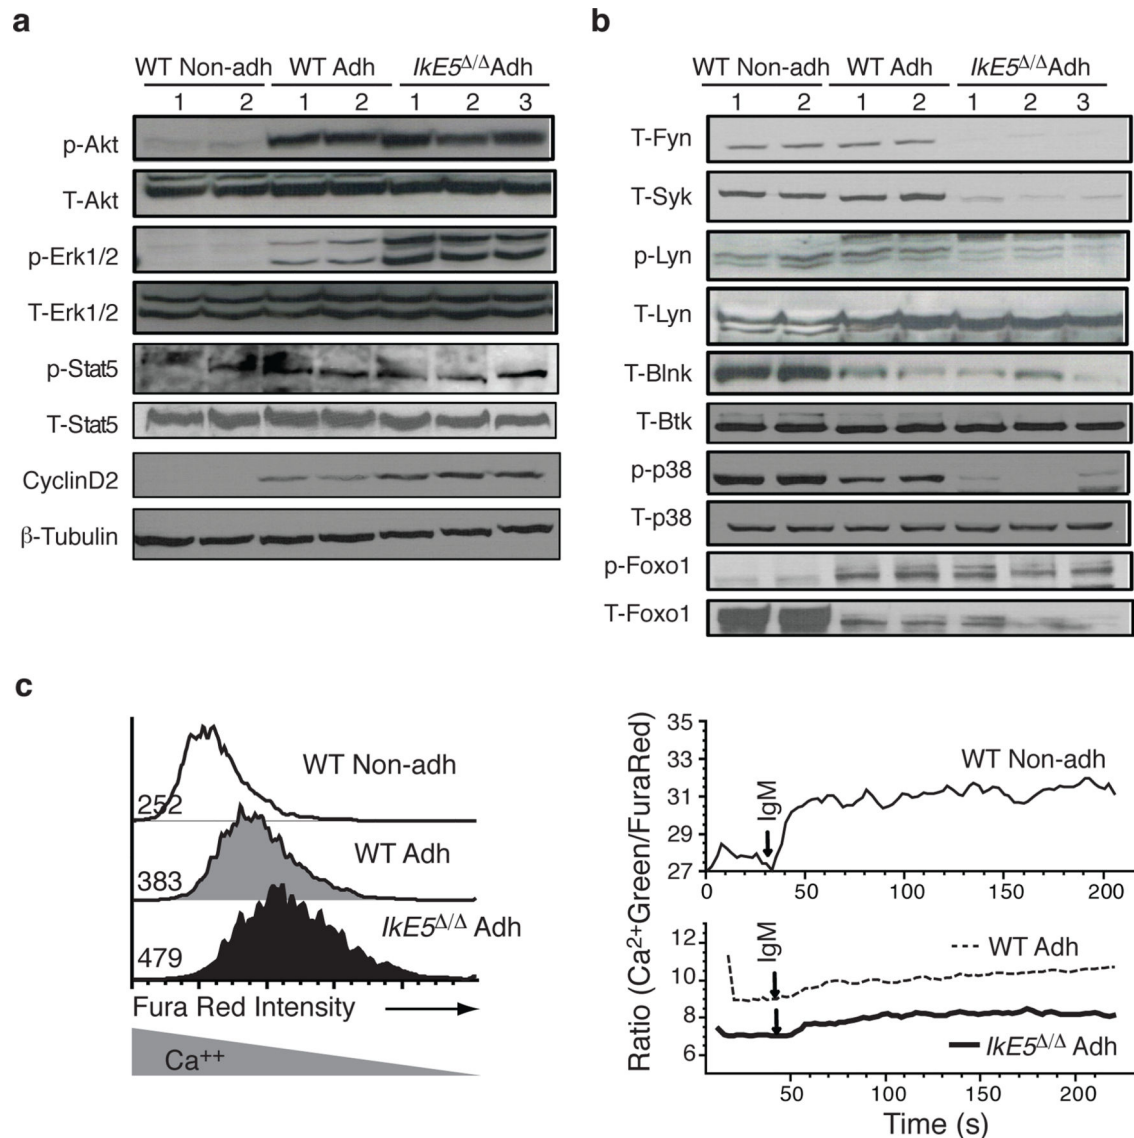 a
WT Non-adh WT Adh IkE5Δ/Δ Adh
1 2 1 2 1 2 3
p-Akt
T-Akt
p-Erk1/2
T-Erk1/2
p-Stat5
T-Stat5
CyclinD2
β-Tubulin
b
WT Non-adh WT Adh IkE5Δ/Δ Adh
1 2 1 2 1 2 3
T-Fyn
T-Syk
p-Lyn
T-Lyn
T-Blnk
T-Btk
p-p38
T-p38
p-Foxo1
T-Foxo1
c
WT Non-adh
252
WT Adh
383
IkE5Δ/Δ Adh
479
Fura Red Intensity
Ca++
Ratio (Ca2+Green/FuraRed)
35
33
31
29
27
WT Non-adh
IgM
0 50 100 150 200
12
10
8
6
IgM
WT Adh
IkE5Δ/Δ Adh
50 100 150 200
Time (s)